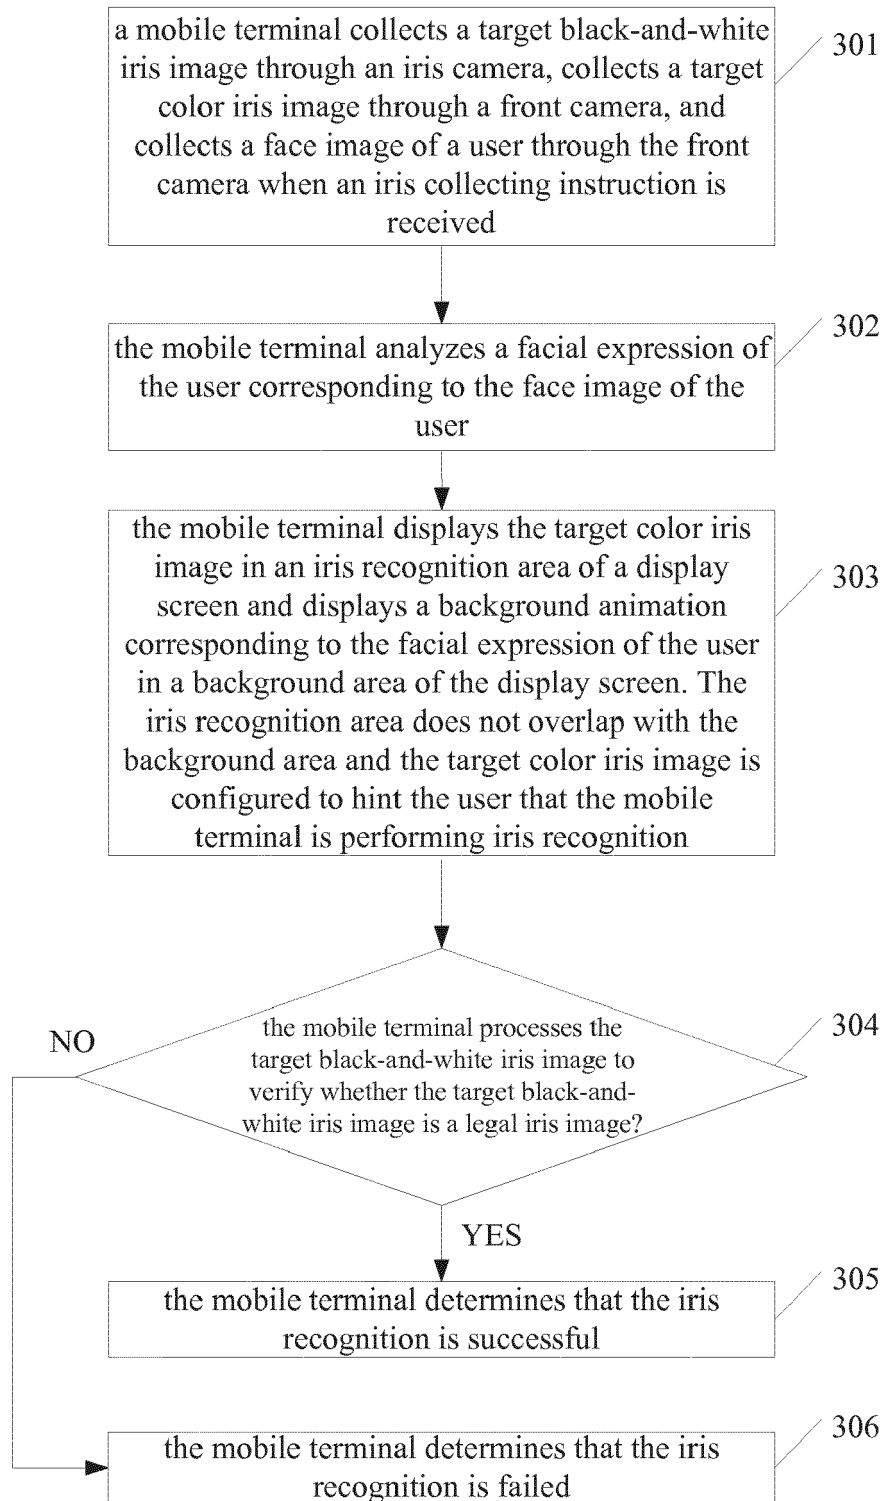 a mobile terminal collects a target black-and-white
iris image through an iris camera, collects a target
color iris image through a front camera, and
collects a face image of a user through the front
camera when an iris collecting instruction is
received
301
the mobile terminal analyzes a facial expression of
the user corresponding to the face image of the
user
302
the mobile terminal displays the target color iris
image in an iris recognition area of a display
screen and displays a background animation
corresponding to the facial expression of the user
in a background area of the display screen. The
iris recognition area does not overlap with the
background area and the target color iris image is
configured to hint the user that the mobile
terminal is performing iris recognition
303
the mobile terminal processes the
target black-and-white iris image to
verify whether the target black-and-
white iris image is a legal iris image?
304
NO
YES
the mobile terminal determines that the iris
recognition is successful
305
the mobile terminal determines that the iris
recognition is failed
306